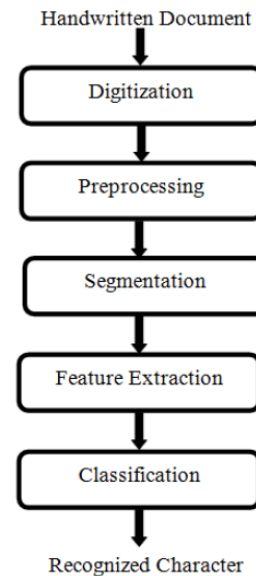 Handwritten Document
Digitization
Preprocessing
Segmentation
Feature Extraction
Classification
Recognized Character